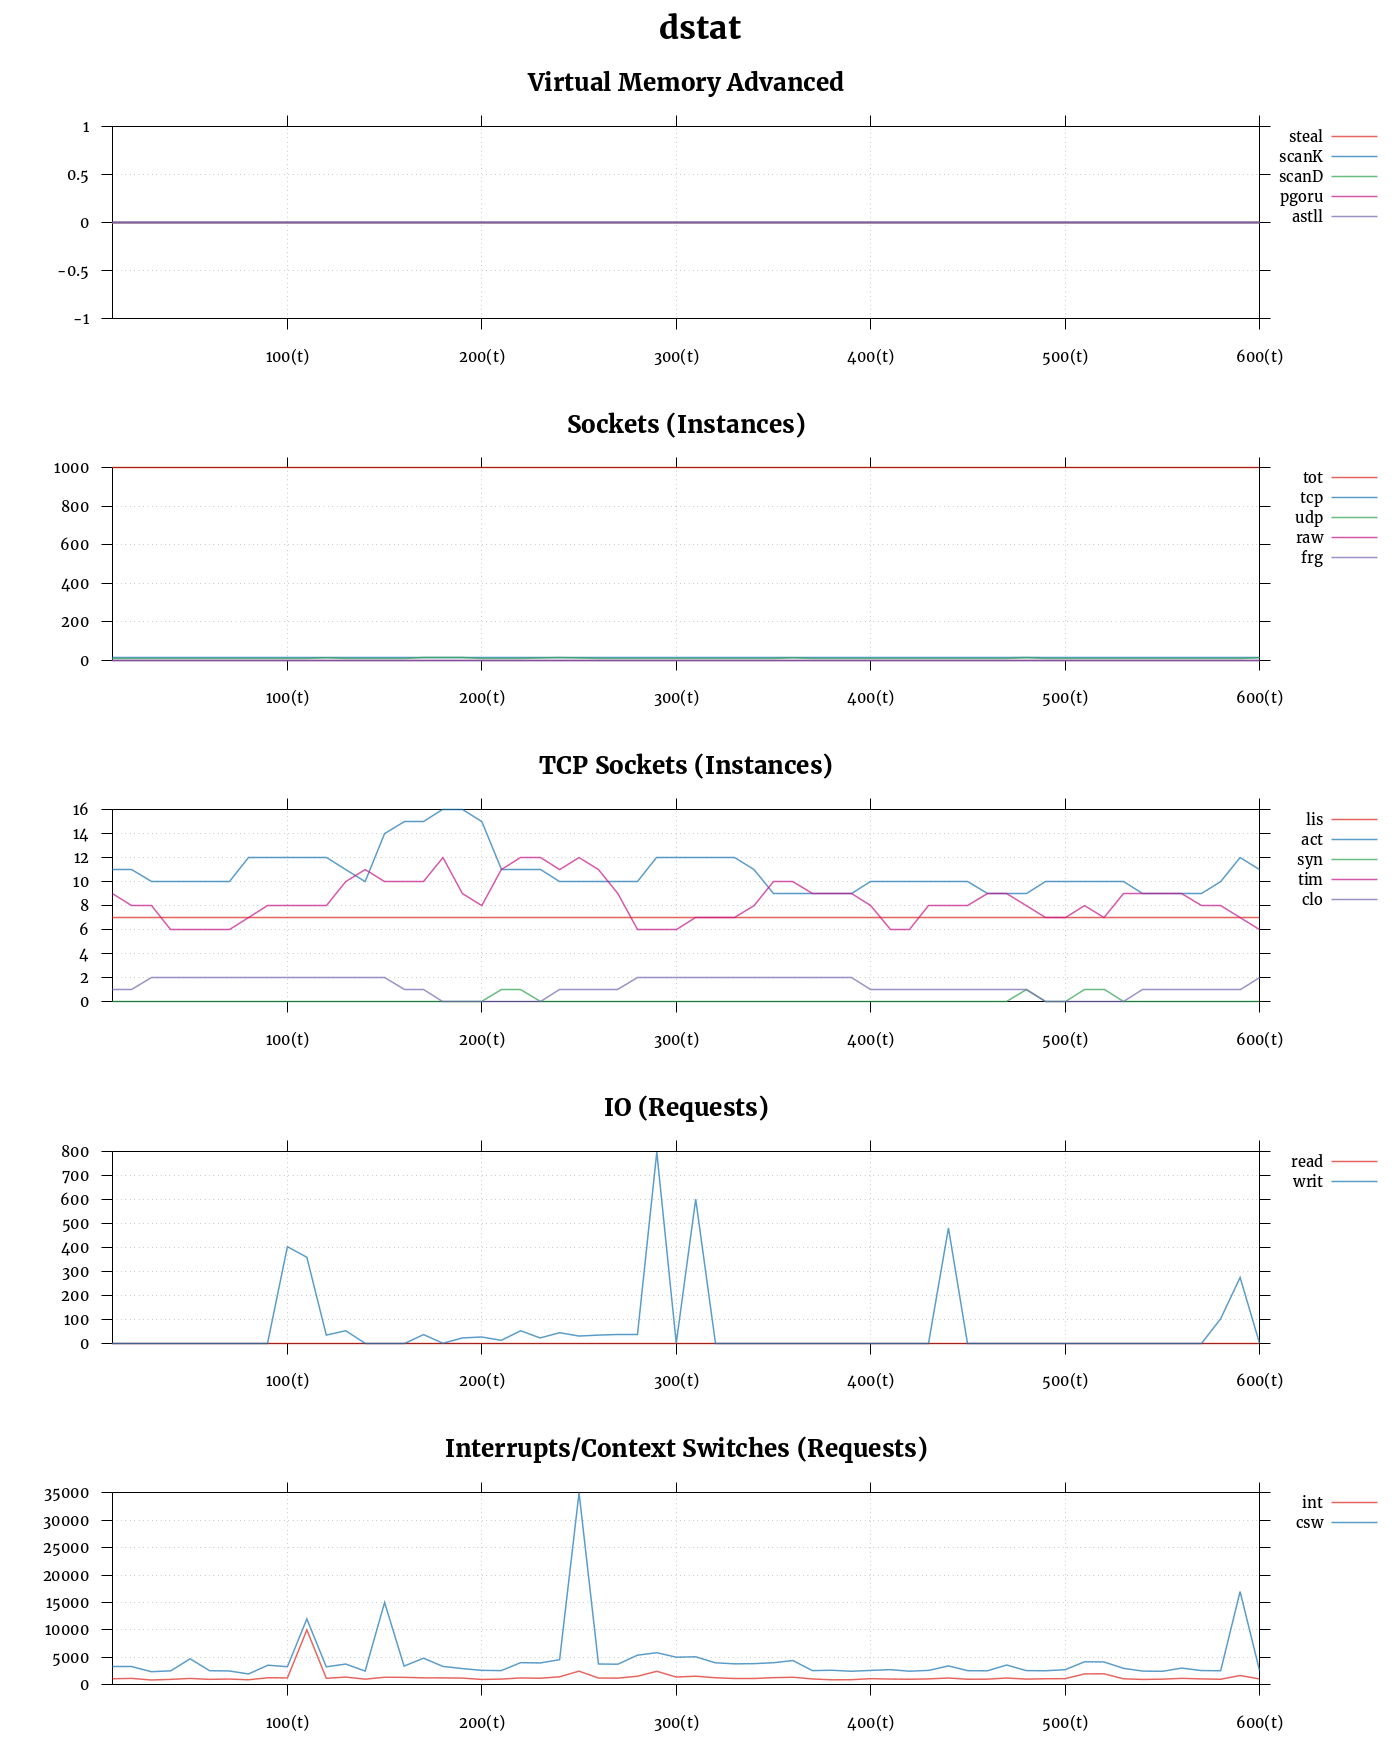 dstat
Virtual Memory Advanced
1
0.5
0
-0.5
-1
100(t) 200(t) 300(t) 400(t) 500(t) 600(t)
steal
scanK
scanD
pgoru
astll
Sockets (Instances)
1000
800
600
400
200
0
100(t) 200(t) 300(t) 400(t) 500(t) 600(t)
tot
tcp
udp
raw
frg
TCP Sockets (Instances)
16
14
12
10
8
6
4
2
0
100(t) 200(t) 300(t) 400(t) 500(t) 600(t)
lis
act
syn
tim
clo
IO (Requests)
800
700
600
500
400
300
200
100
0
100(t) 200(t) 300(t) 400(t) 500(t) 600(t)
read
writ
Interrupts/Context Switches (Requests)
35000
30000
25000
20000
15000
10000
5000
0
100(t) 200(t) 300(t) 400(t) 500(t) 600(t)
int
csw